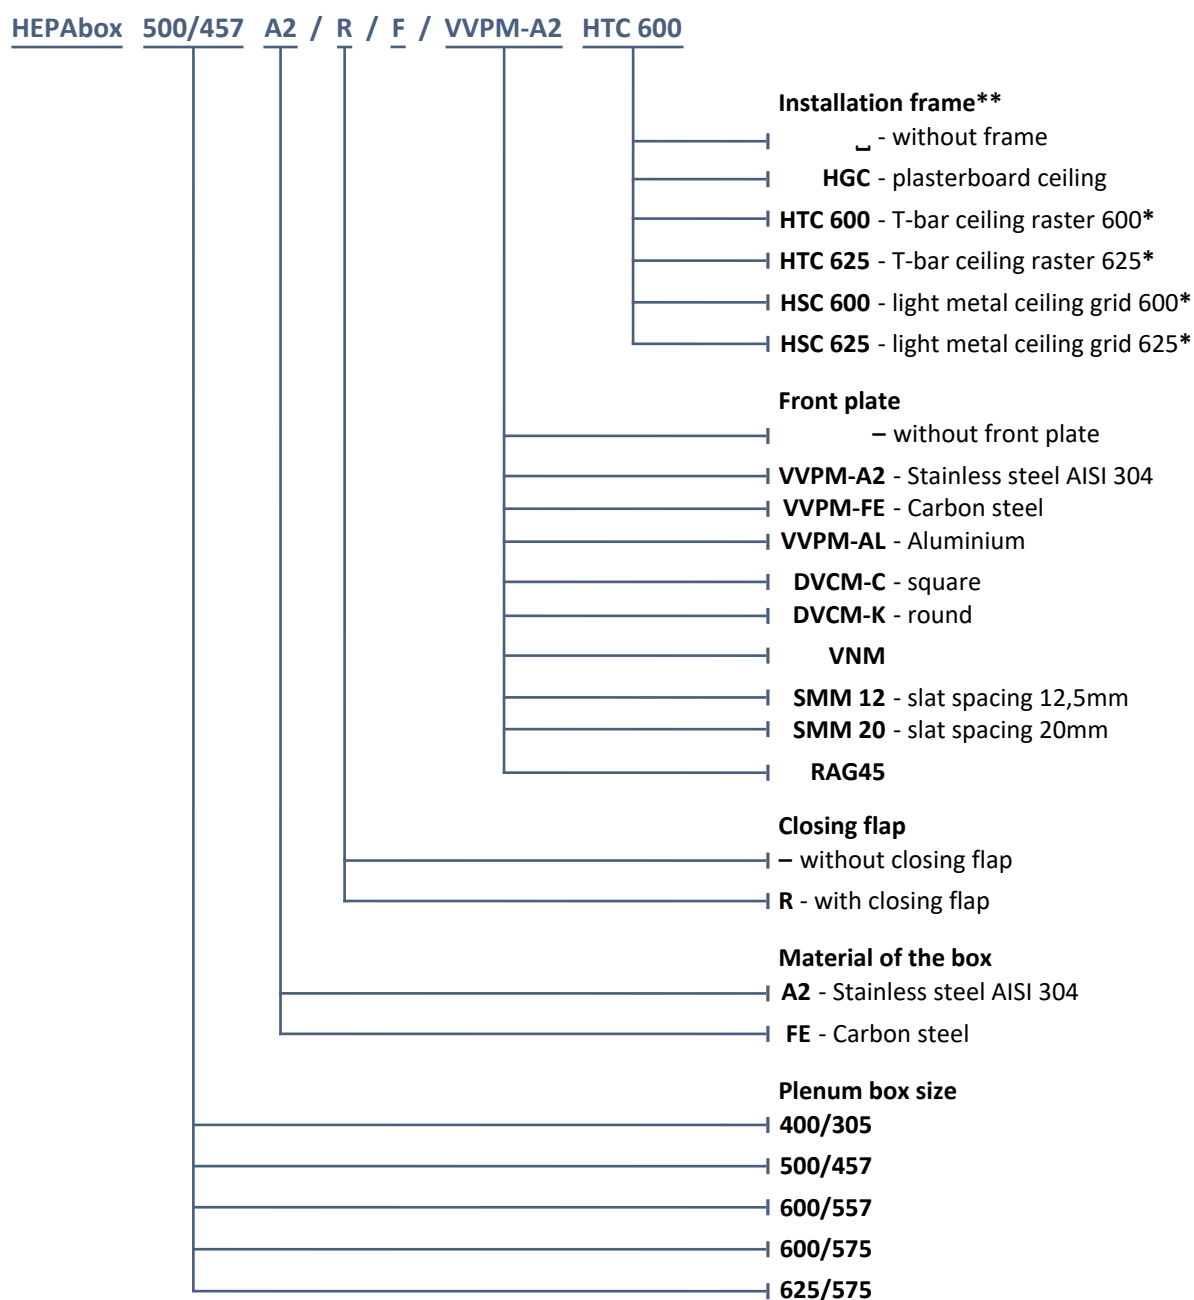 HEPAbox 500/457 A2 / R / F / VVPM-A2 HTC 600
Installation frame**
⎵ - without frame
HGC - plasterboard ceiling
HTC 600 - T-bar ceiling raster 600*
HTC 625 - T-bar ceiling raster 625*
HSC 600 - light metal ceiling grid 600*
HSC 625 - light metal ceiling grid 625*
Front plate
– without front plate
VVPM-A2 - Stainless steel AISI 304
VVPM-FE - Carbon steel
VVPM-AL - Aluminium
DVCM-C - square
DVCM-K - round
VNM
SMM 12 - slat spacing 12,5mm
SMM 20 - slat spacing 20mm
RAG45
Closing flap
– without closing flap
R - with closing flap
Material of the box
A2 - Stainless steel AISI 304
FE - Carbon steel
Plenum box size
400/305
500/457
600/557
600/575
625/575